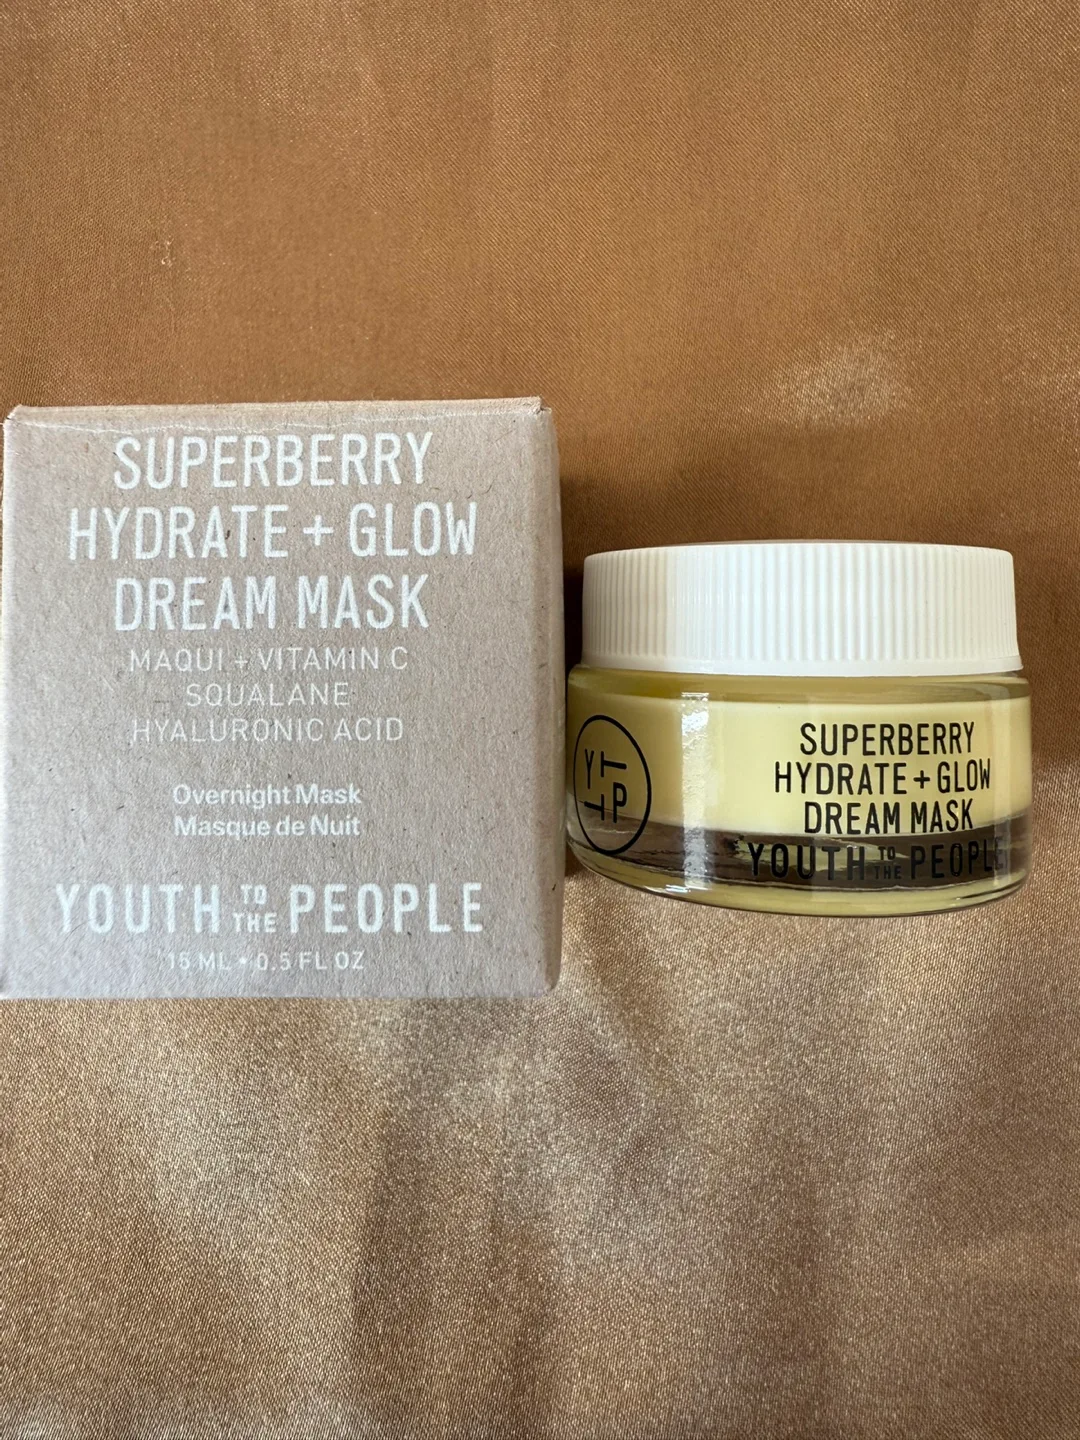 SUPERBERRY
HYDRATE + GLOW
DREAM MASK
MAQUI + VITAMIN C
SQUALANE
HYALURONIC ACID
Overnight Mask
Masque de Nuit
YOUTH TO THE PEOPLE
15 ML • 0.5 FL OZ
YTTP
SUPERBERRY
HYDRATE + GLOW
DREAM MASK
YOUTH TO THE PEOPLE